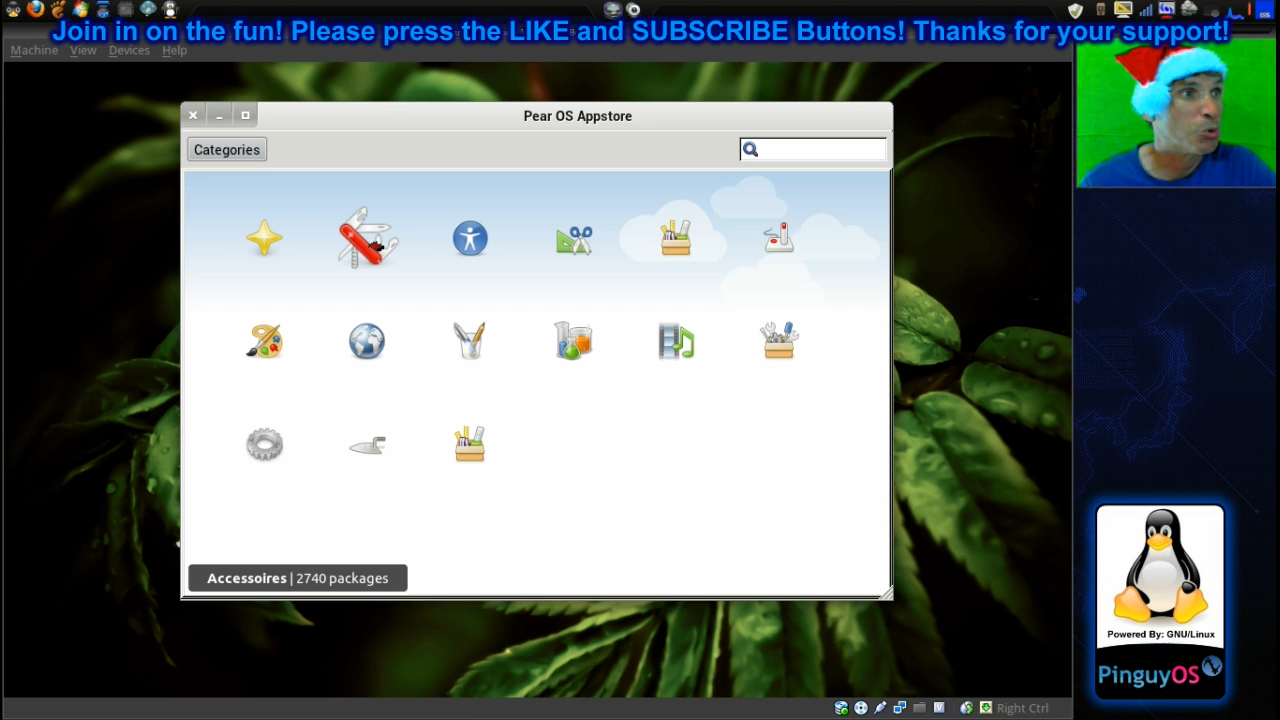 Join in on the fun! Please press the LIKE and SUBSCRIBE Buttons! Thanks for your support!
Machine View Devices Help
Pear OS Appstore
Categories
Accessoires | 2740 packages
Powered By: GNU/Linux
PinguyOS
Right Ctrl